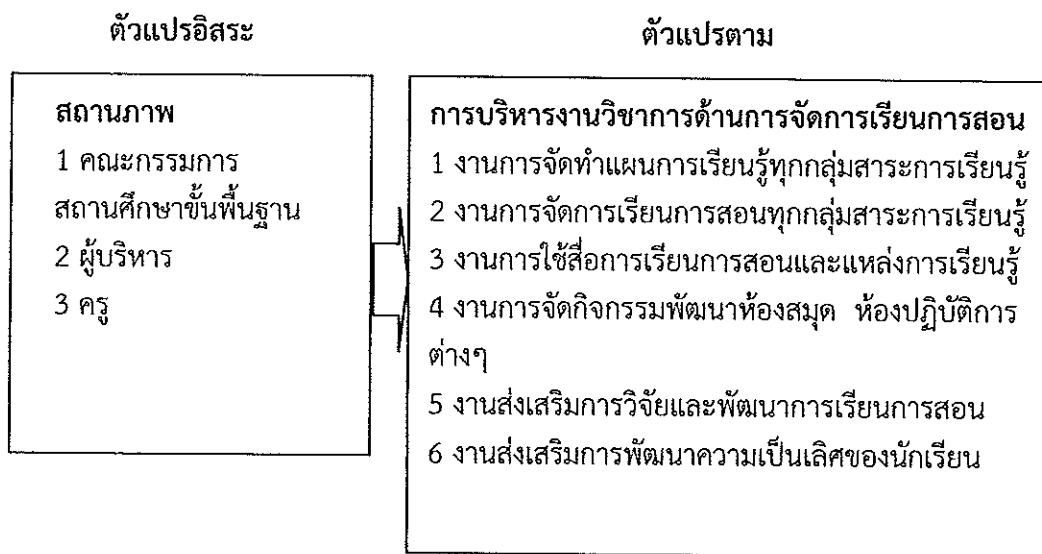 ตัวแปรอิสระ
ตัวแปรตาม
สถานภาพ
1 คณะกรรมการ
สถานศึกษาขั้นพื้นฐาน
2 ผู้บริหาร
3 ครู
การบริหารงานวิชาการด้านการจัดการเรียนการสอน
1 งานการจัดทำแผนการเรียนรู้ทุกกลุ่มสาระการเรียนรู้
2 งานการจัดการเรียนการสอนทุกกลุ่มสาระการเรียนรู้
3 งานการใช้สื่อการเรียนการสอนและแหล่งการเรียนรู้
4 งานการจัดกิจกรรมพัฒนาห้องสมุด ห้องปฏิบัติการ
ต่างๆ
5 งานส่งเสริมการวิจัยและพัฒนาการเรียนการสอน
6 งานส่งเสริมการพัฒนาความเป็นเลิศของนักเรียน